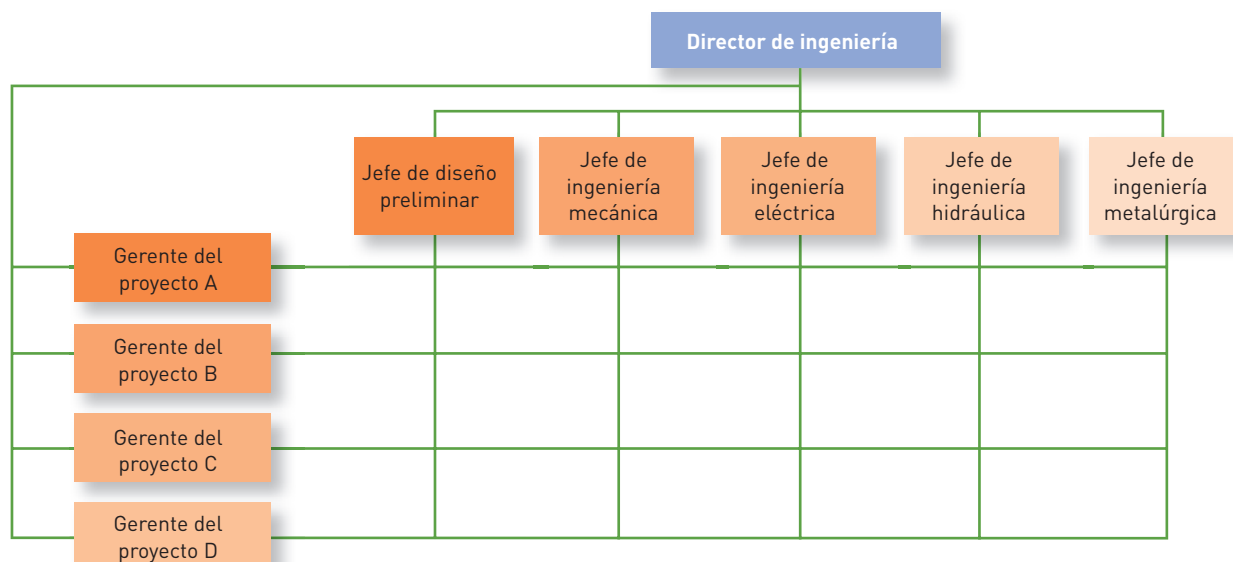 Director de ingeniería
Jefe de diseño
preliminar
Jefe de
ingeniería
mecánica
Jefe de
ingeniería
eléctrica
Jefe de
ingeniería
hidráulica
Jefe de
ingeniería
metalúrgica
Gerente del
proyecto A
Gerente del
proyecto B
Gerente del
proyecto C
Gerente del
proyecto D